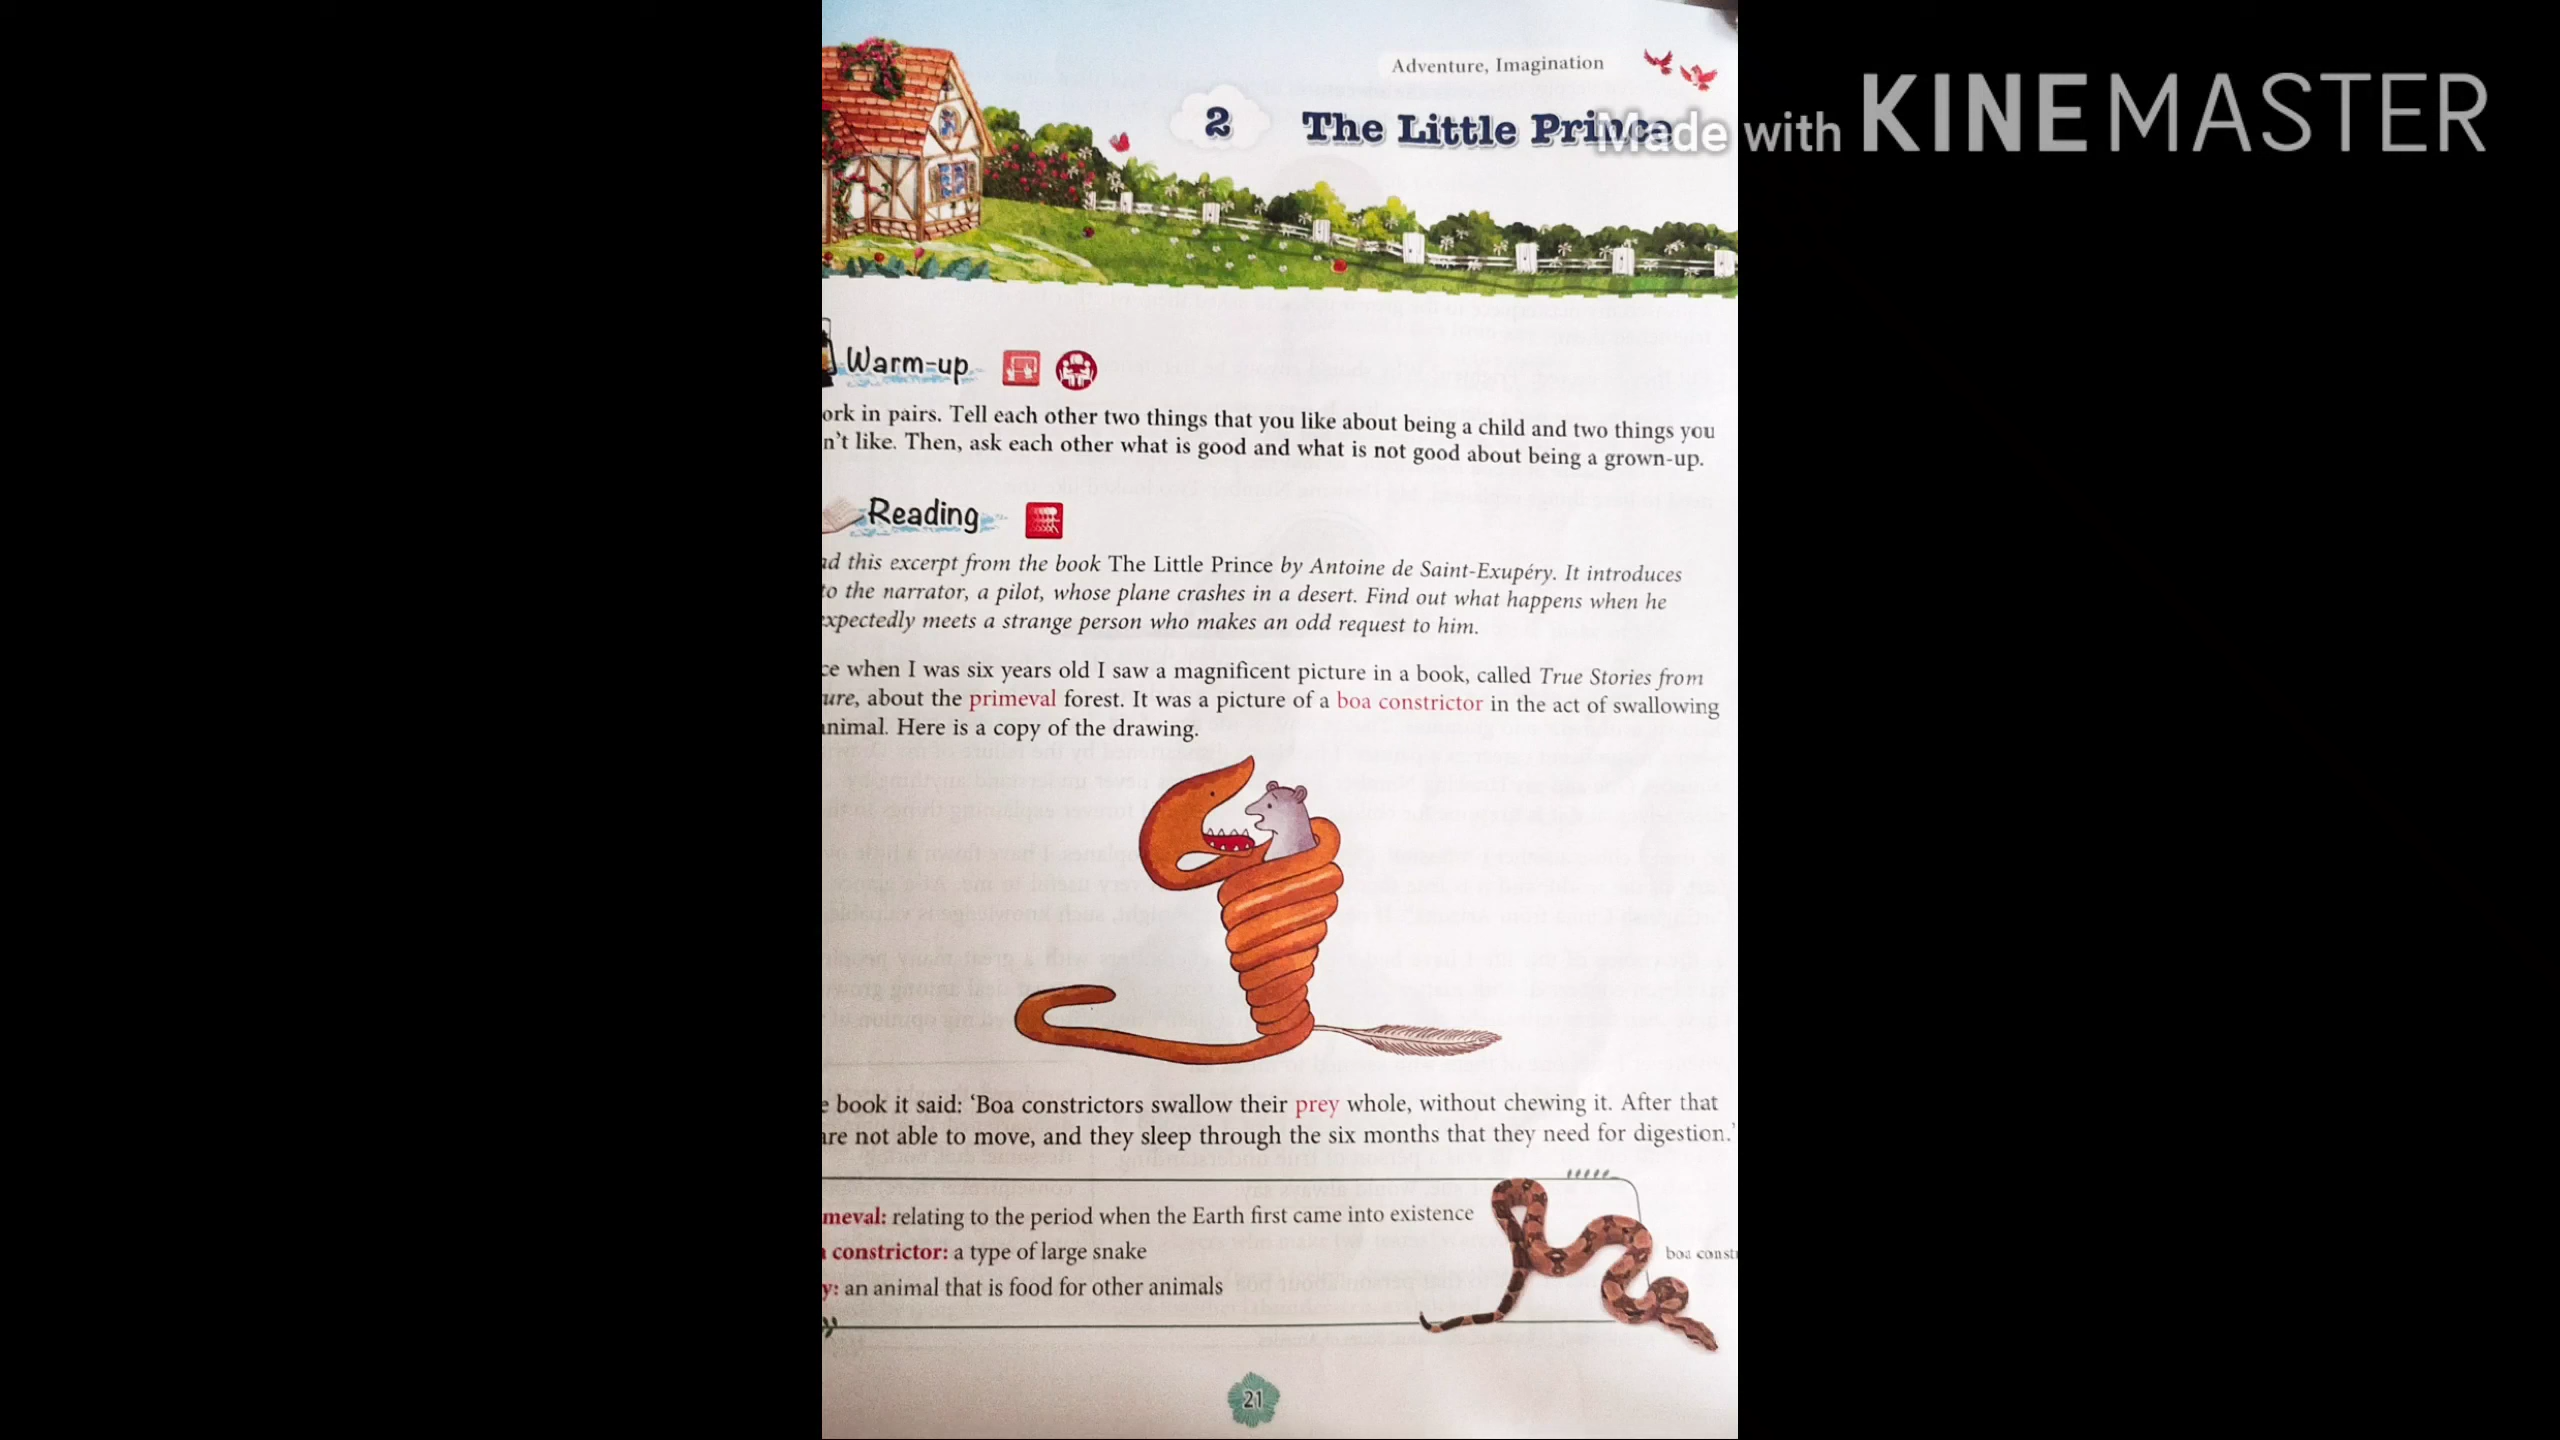 Adventure, Imagination
2 The Little Prince
Made with KINEMASTER
Warm-up
ork in pairs. Tell each other two things that you like about being a child and two things you
n't like. Then, ask each other what is good and what is not good about being a grown-up.
Reading
ad this excerpt from the book The Little Prince by Antoine de Saint-Exupéry. It introduces
to the narrator, a pilot, whose plane crashes in a desert. Find out what happens when he
expectedly meets a strange person who makes an odd request to him.
ce when I was six years old I saw a magnificent picture in a book, called True Stories from
ure, about the primeval forest. It was a picture of a boa constrictor in the act of swallowing
animal. Here is a copy of the drawing.
e book it said: ‘Boa constrictors swallow their prey whole, without chewing it. After that
are not able to move, and they sleep through the six months that they need for digestion.’
meval: relating to the period when the Earth first came into existence
a constrictor: a type of large snake
boa const
y: an animal that is food for other animals
21